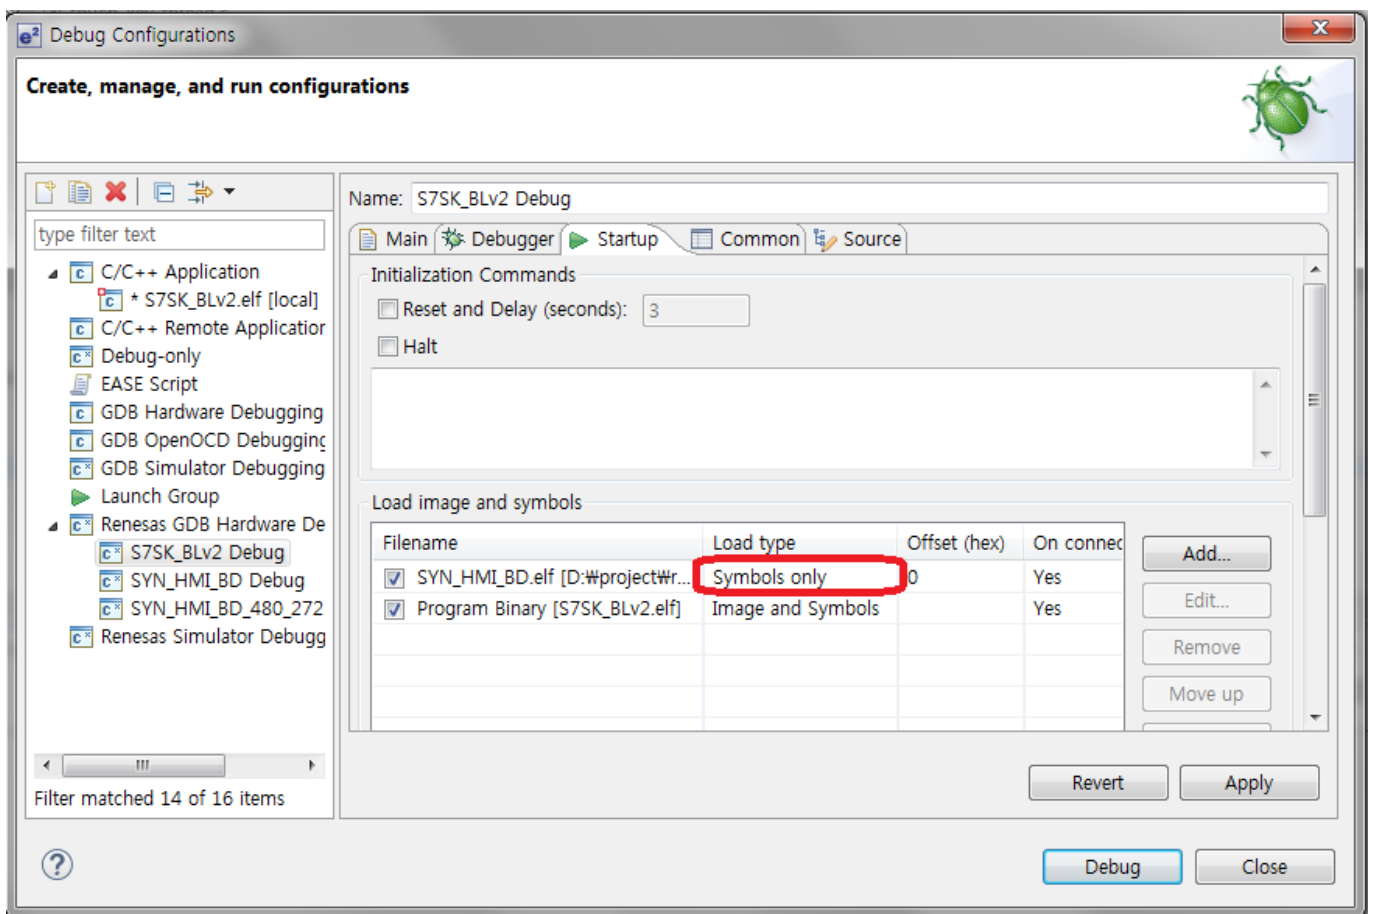 e² Debug Configurations
Create, manage, and run configurations
type filter text
C/C++ Application
* S7SK_BLv2.elf [local]
C/C++ Remote Application
Debug-only
EASE Script
GDB Hardware Debugging
GDB OpenOCD Debugging
GDB Simulator Debugging
Launch Group
Renesas GDB Hardware De
S7SK_BLv2 Debug
SYN_HMI_BD Debug
SYN_HMI_BD_480_272
Renesas Simulator Debugg
Filter matched 14 of 16 items
Name: S7SK_BLv2 Debug
Main Debugger Startup Common Source
Initialization Commands
Reset and Delay (seconds): 3
Halt
Load image and symbols
Filename Load type Offset (hex) On connec
SYN_HMI_BD.elf [D:₩project₩r... Symbols only 0 Yes
Program Binary [S7SK_BLv2.elf] Image and Symbols Yes
Add...
Edit...
Remove
Move up
Revert Apply
? Debug Close